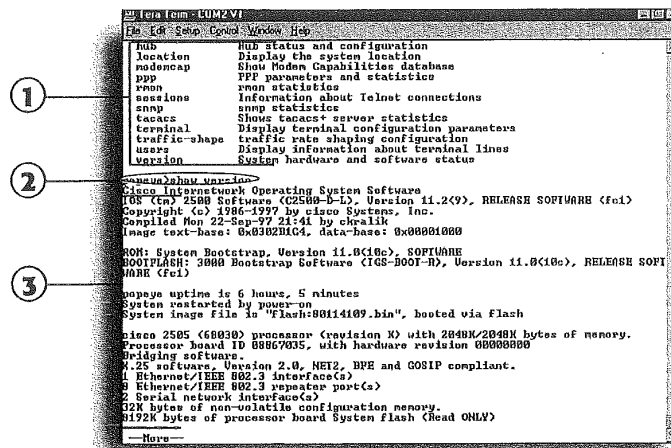 Tera Term - COM2 VT
File Edit Setup Control Window Help
hub Hub status and configuration
location Display the system location
modemcap Show Modem Capabilities database
ppp PPP parameters and statistics
rmon rmon statistics
sessions Information about Telnet connections
snmp snmp statistics
tacacs Shows tacacs+ server statistics
terminal Display terminal configuration parameters
traffic-shape traffic rate shaping configuration
users Display information about terminal lines
version System hardware and software status
1
2
popeye>show version
Cisco Internetwork Operating System Software
IOS (tm) 2500 Software (C2500-D-L), Version 11.2(9), RELEASE SOFTWARE (fc1)
Copyright (c) 1986-1997 by cisco Systems, Inc.
Compiled Mon 22-Sep-97 21:41 by ckralik
Image text-base: 0x0302D1C4, data-base: 0x00001000
ROM: System Bootstrap, Version 11.0(10c), SOFTWARE
BOOTFLASH: 3000 Bootstrap Software (IGS-BOOT-R), Version 11.0(10c), RELEASE SOFT
WARE (fc1)
3
popeye uptime is 6 hours, 5 minutes
System restarted by power-on
System image file is "flash:80114109.bin", booted via flash
cisco 2505 (68030) processor (revision X) with 2048K/2048K bytes of memory.
Processor board ID 08867035, with hardware revision 00000000
Bridging software.
X.25 software, Version 2.0, NET2, BFE and GOSIP compliant.
1 Ethernet/IEEE 802.3 interface(s)
8 Ethernet/IEEE 802.3 repeater port(s)
2 Serial network interface(s)
32K bytes of non-volatile configuration memory.
8192K bytes of processor board System flash (Read ONLY)
--More--